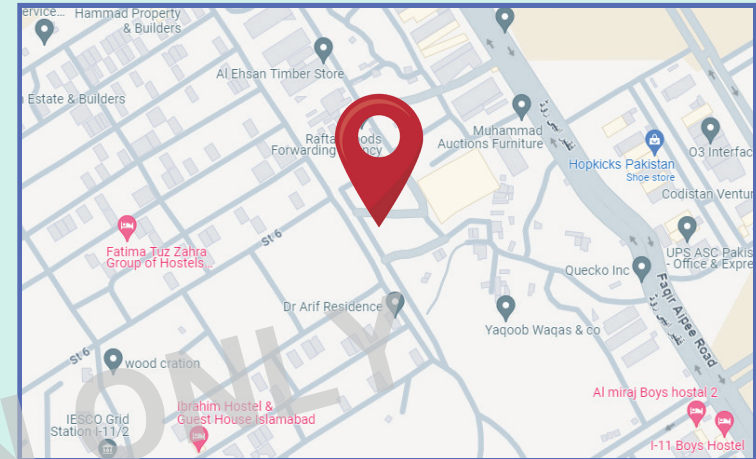 ervice...
Hammad Property
& Builders
n Estate & Builders
Al Ehsan Timber Store
Muhammad
Auctions Furniture
Hopkicks Pakistan
Shoe store
O3 Interfac
Codistan Ventur
Forwarding
Fatima Tuz Zahra
Group of Hostels...
St 6
UPS ASC Pakis
- Office & Expre
Quecko Inc
Faqir Aipee Road
Dr Arif Residence
Yaqoob Waqas & co
St 6
wood cration
Al miraj Boys hostal 2
Ibrahim Hostel &
Guest House Islamabad
IESCO Grid
Station I-11/2
I-11 Boys Hostel
N ONLY